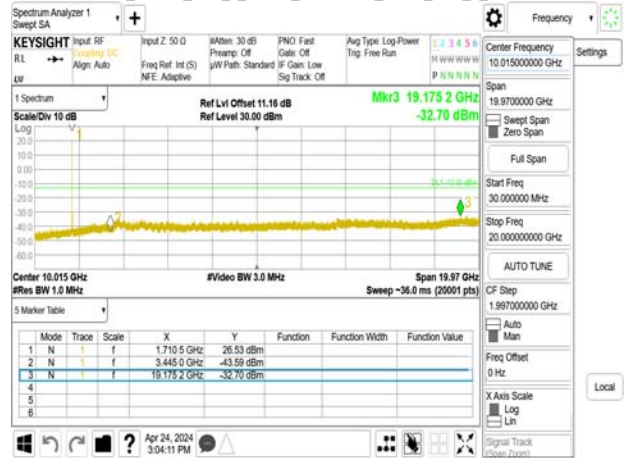 Spectrum Analyzer 1
Swept SA
Frequency
KEYSIGHT Input: RF Input Z: 50 Ω #Atten: 30 dB PNO: Fast Avg Type: Log-Power 1 2 3 4 5 6
RL Coupling: DC Preamp: Off Gate: Off Trig: Free Run M W W W W W
Align: Auto Freq Ref: Int (S) µW Path: Standard IF Gain: Low
NFE: Adaptive Sig Track: Off P N N N N N
1 Spectrum
Ref Lvl Offset 11.16 dB
Mkr3 19.175 2 GHz
Scale/Div 10 dB
Ref Level 30.00 dBm
-32.70 dBm
Log
20.0
10.0
0.00
-10.0
-20.0
-30.0
-40.0
-50.0
-60.0
1
2
3
Center 10.015 GHz
#Video BW 3.0 MHz
Span 19.97 GHz
#Res BW 1.0 MHz
Sweep ~36.0 ms (20001 pts)
5 Marker Table
Mode Trace Scale X Y Function Function Width Function Value
1 N 1 f 1.710 5 GHz 26.53 dBm
2 N 1 f 3.445 0 GHz -43.59 dBm
3 N 1 f 19.175 2 GHz -32.70 dBm
4
5
6
Apr 24, 2024
3:04:11 PM
Center Frequency
10.015000000 GHz
Settings
Span
19.9700000 GHz
Swept Span
Zero Span
Full Span
Start Freq
30.000000 MHz
Stop Freq
20.000000000 GHz
AUTO TUNE
CF Step
1.997000000 GHz
Auto
Man
Freq Offset
0 Hz
X Axis Scale
Log
Lin
Signal Track
(Span Zoom)
Local